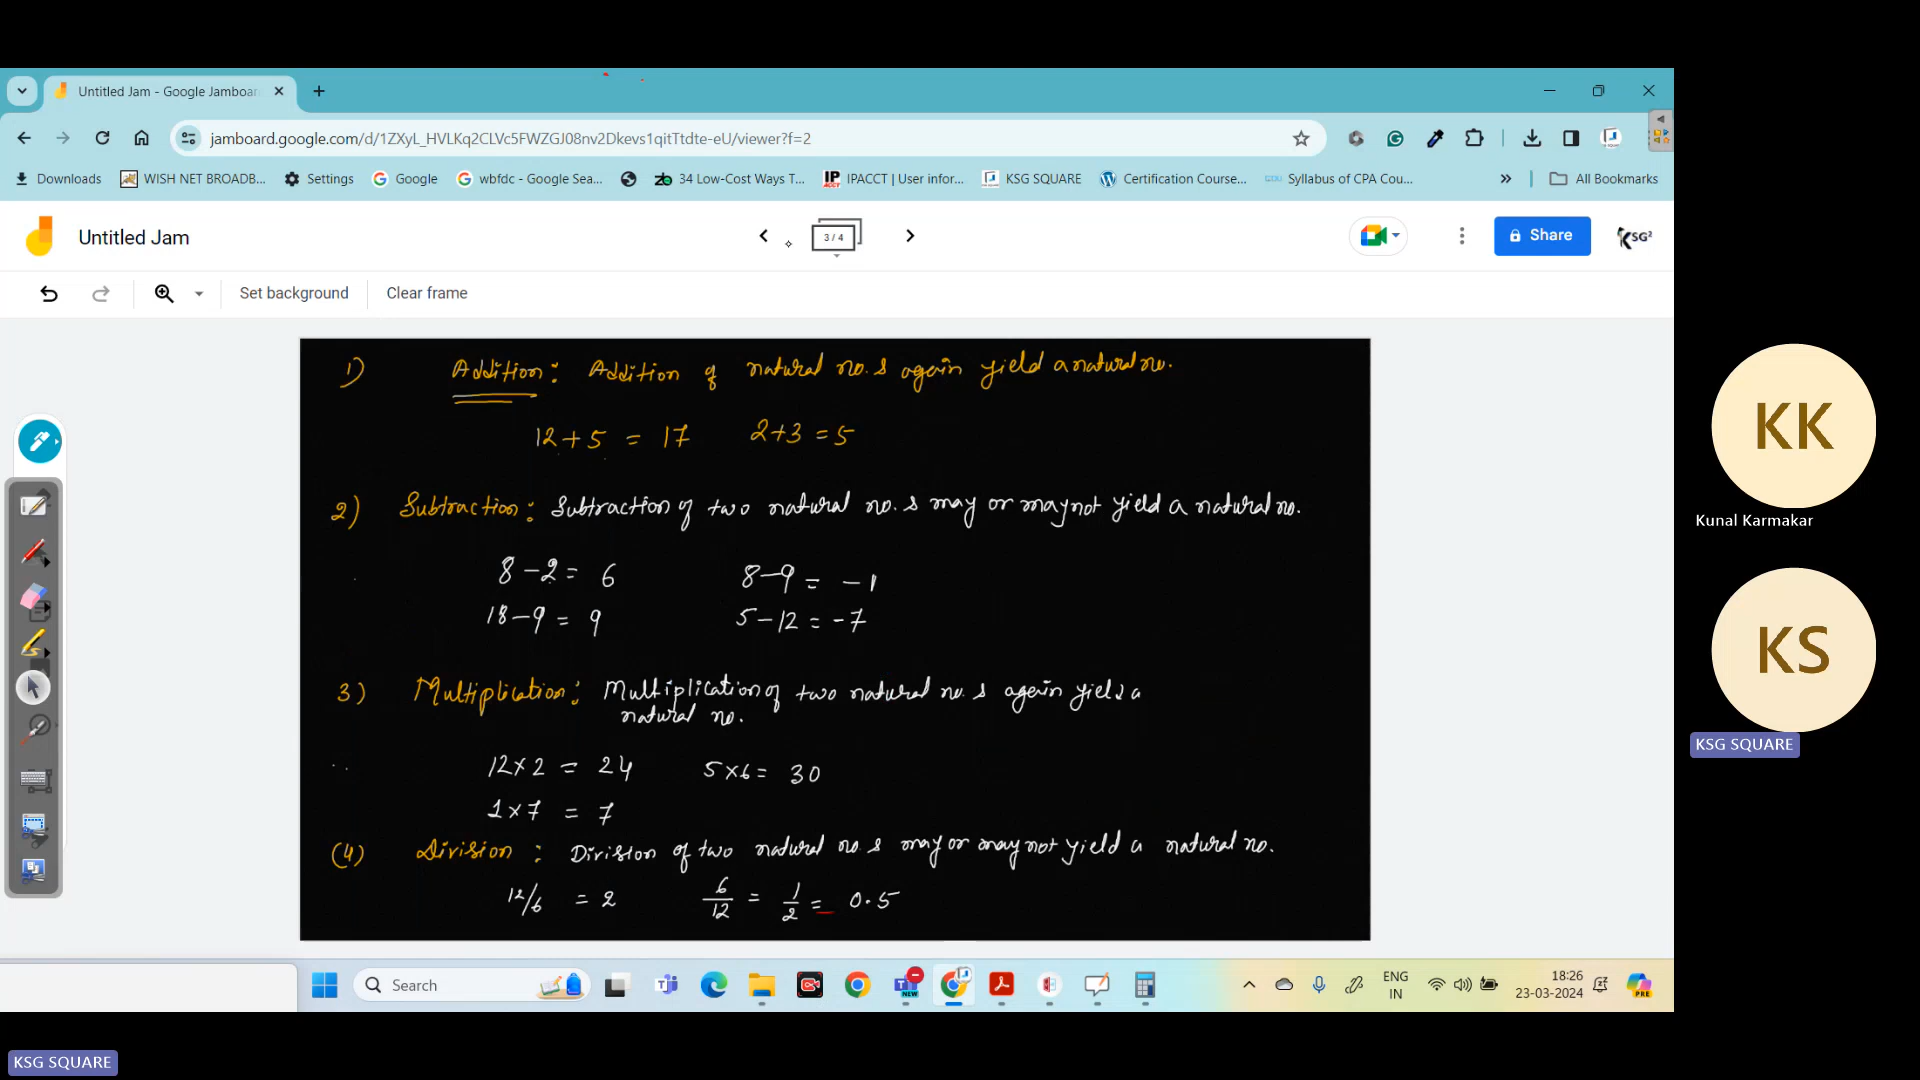 Untitled Jam - Google Jamboar
jamboard.google.com/d/1ZXyL_HVLKq2CLVc5FWZGJ08nv2Dkevs1qitTtdte-eU/viewer?f=2
Downloads WISH NET BROADB... Settings Google wbfdc - Google Sea... 34 Low-Cost Ways T... IPACCT | User infor... KSG SQUARE Certification Course... Syllabus of CPA Cou... » All Bookmarks
Untitled Jam
3 / 4
Share
KSG²
Set background Clear frame
1) Addition: Addition of natural no.s again yield a natural no.
12+5 = 17 2+3 = 5
2) Subtraction: Subtraction of two natural no.s may or may not yield a natural no.
8-2 = 6 8-9 = -1
18-9 = 9 5-12 = -7
3) Multiplication: Multiplication of two natural no.s again yield a
natural no.
12×2 = 24 5×6 = 30
1×7 = 7
(4) Division: Division of two natural no.s may or may not yield a natural no.
12/6 = 2 6/12 = 1/2 = 0.5
KK
Kunal Karmakar
KS
KSG SQUARE
Search
NEW
ENG
IN
18:26
23-03-2024
PRE
KSG SQUARE